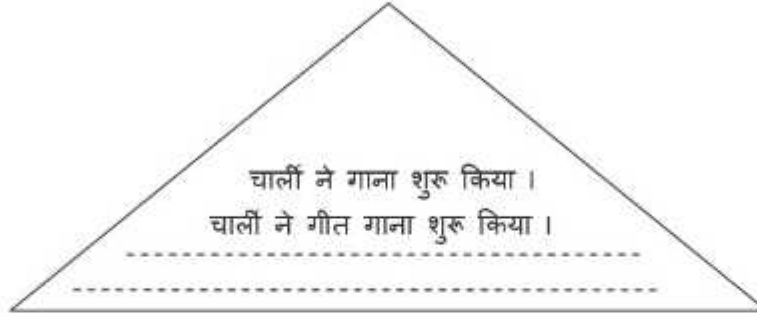 चार्ली ने गाना शुरू किया ।
चार्ली ने गीत गाना शुरू किया ।